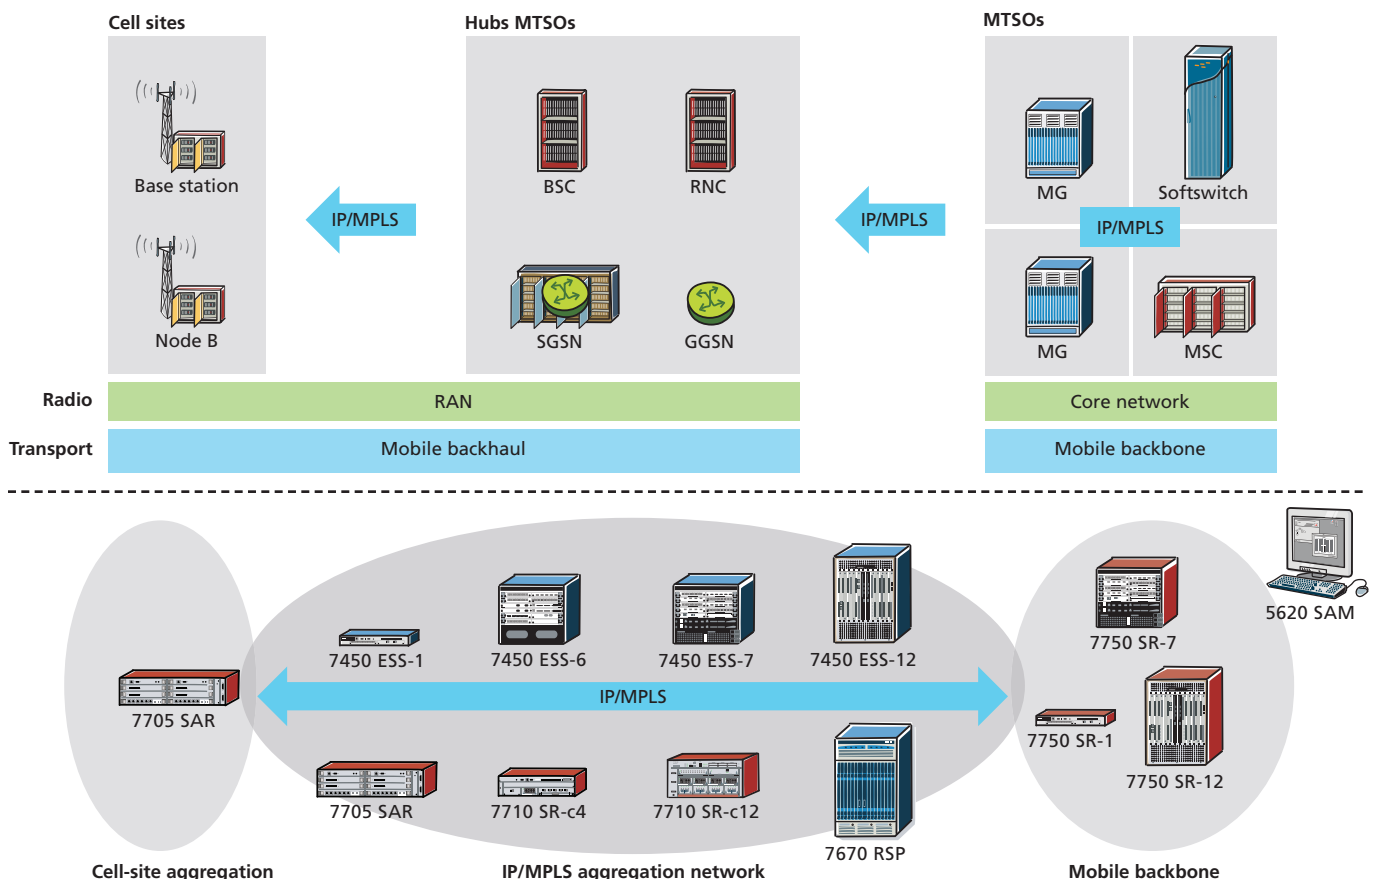 Cell sites
Hubs MTSOs
MTSOs
Base station
BSC
RNC
MG
Softswitch
IP/MPLS
IP/MPLS
IP/MPLS
Node B
SGSN
GGSN
MG
MSC
Radio
RAN
Core network
Transport
Mobile backhaul
Mobile backbone
5620 SAM
7750 SR-7
7450 ESS-1
7450 ESS-6
7450 ESS-7
7450 ESS-12
IP/MPLS
7705 SAR
7750 SR-1
7750 SR-12
7705 SAR
7710 SR-c4
7710 SR-c12
7670 RSP
Cell-site aggregation
IP/MPLS aggregation network
Mobile backbone